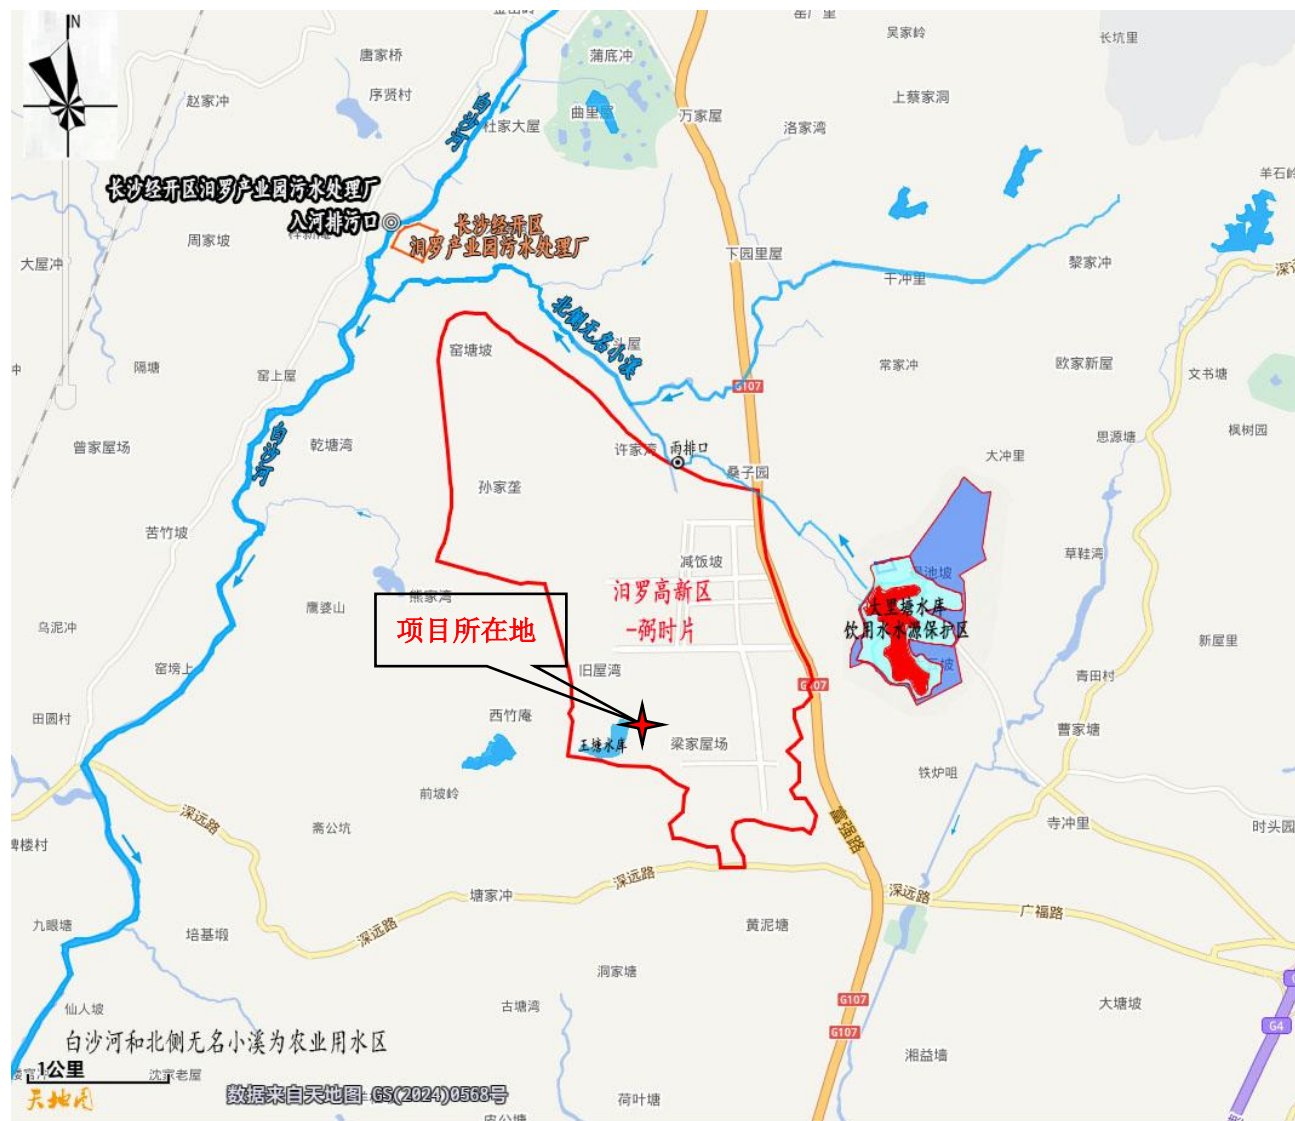 N
蒲底冲
吴家岭
长坑里
唐家桥
序贤村
赵家冲
白沙河
杜家大屋
曲里屋
万家屋
上蔡家洞
洛家湾
羊石岭
长沙经开区汨罗产业园污水处理厂
入河排污口
长沙经开区
汨罗产业园污水处理厂
周家坡
大屋冲
下园里屋
干冲里
黎家冲
深远
北侧无名小溪
头屋
窑塘坡
隔塘
窑上屋
G107
常家冲
欧家新屋
文书塘
枫树园
思源塘
曾家屋场
乾塘湾
白沙河
许家湾
雨排口
桑子园
大冲里
孙家垄
苦竹坡
减饭坡
草鞋湾
汨罗高新区
-弼时片
熊家湾
鹰婆山
乌泥冲
项目所在地
大里塘水库
饮用水水源保护区
新屋里
窑塝上
旧屋湾
G107
青田村
田圆村
西竹庵
王塘水库
梁家屋场
曹家塘
铁炉咀
前坡岭
深远路
斋公坑
富强路
寺冲里
时头园
牌楼村
深远路
塘家冲
深远路
广福路
九眼塘
培基塅
深远路
黄泥塘
洞家塘
古塘湾
G107
大塘坡
仙人坡
G4
G107
白沙河和北侧无名小溪为农业用水区
湘益墙
1公里
沈家老屋
天地图
数据来自天地图 GS(2024)0568号
荷叶塘